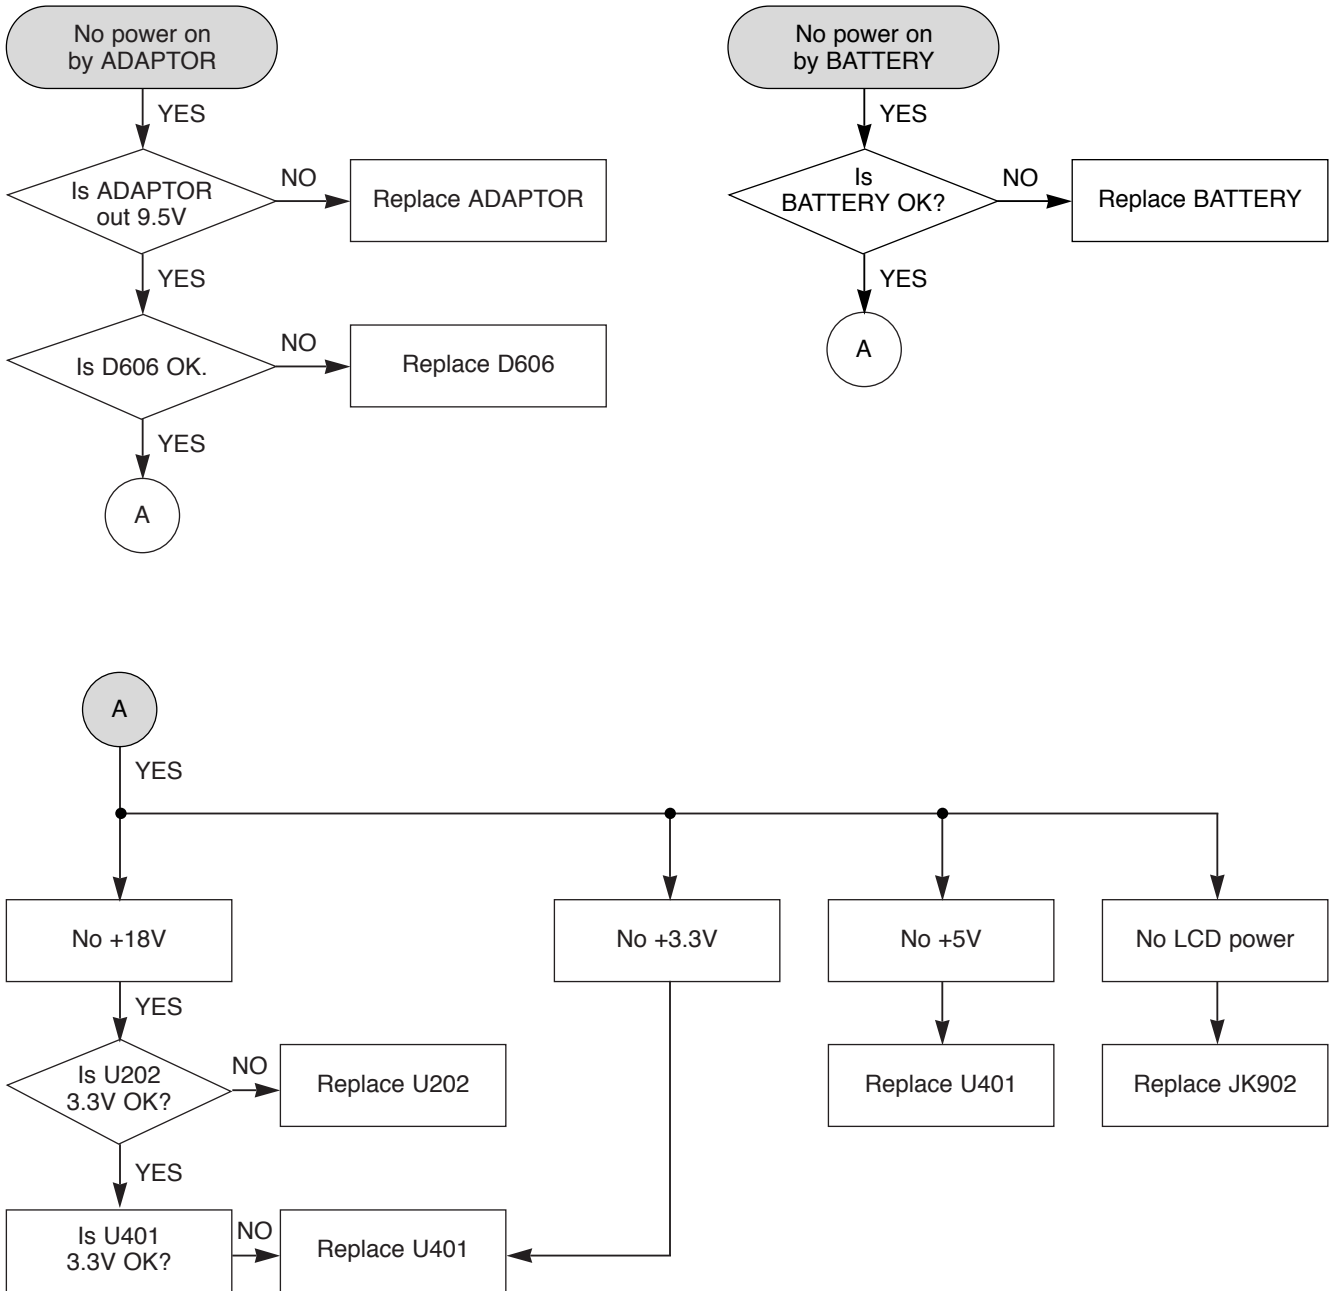 No power on
by ADAPTOR
YES
Is ADAPTOR
out 9.5V
NO
Replace ADAPTOR
YES
Is D606 OK.
NO
Replace D606
YES
A
No power on
by BATTERY
YES
Is
BATTERY OK?
NO
Replace BATTERY
YES
A
A
YES
No +18V
No +3.3V
No +5V
No LCD power
YES
Is U202
3.3V OK?
NO
Replace U202
Replace U401
Replace JK902
YES
Is U401
3.3V OK?
NO
Replace U401